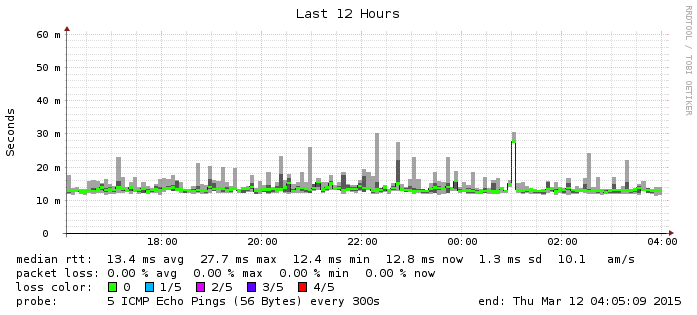 Last 12 Hours
RRDTOOL / TOBI OETIKER
Seconds
60 m
50 m
40 m
30 m
20 m
10 m
0
18:00 20:00 22:00 00:00 02:00 04:00
median rtt: 13.4 ms avg 27.7 ms max 12.4 ms min 12.8 ms now 1.3 ms sd 10.1 am/s
packet loss: 0.00 % avg 0.00 % max 0.00 % min 0.00 % now
loss color: 0 1/5 2/5 3/5 4/5
probe: 5 ICMP Echo Pings (56 Bytes) every 300s end: Thu Mar 12 04:05:09 2015